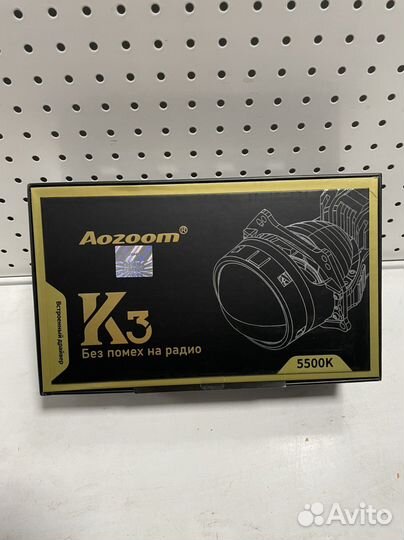 Aozoom®
K3
Без помех на радио
Встроенный драйвер
5500K
Avito